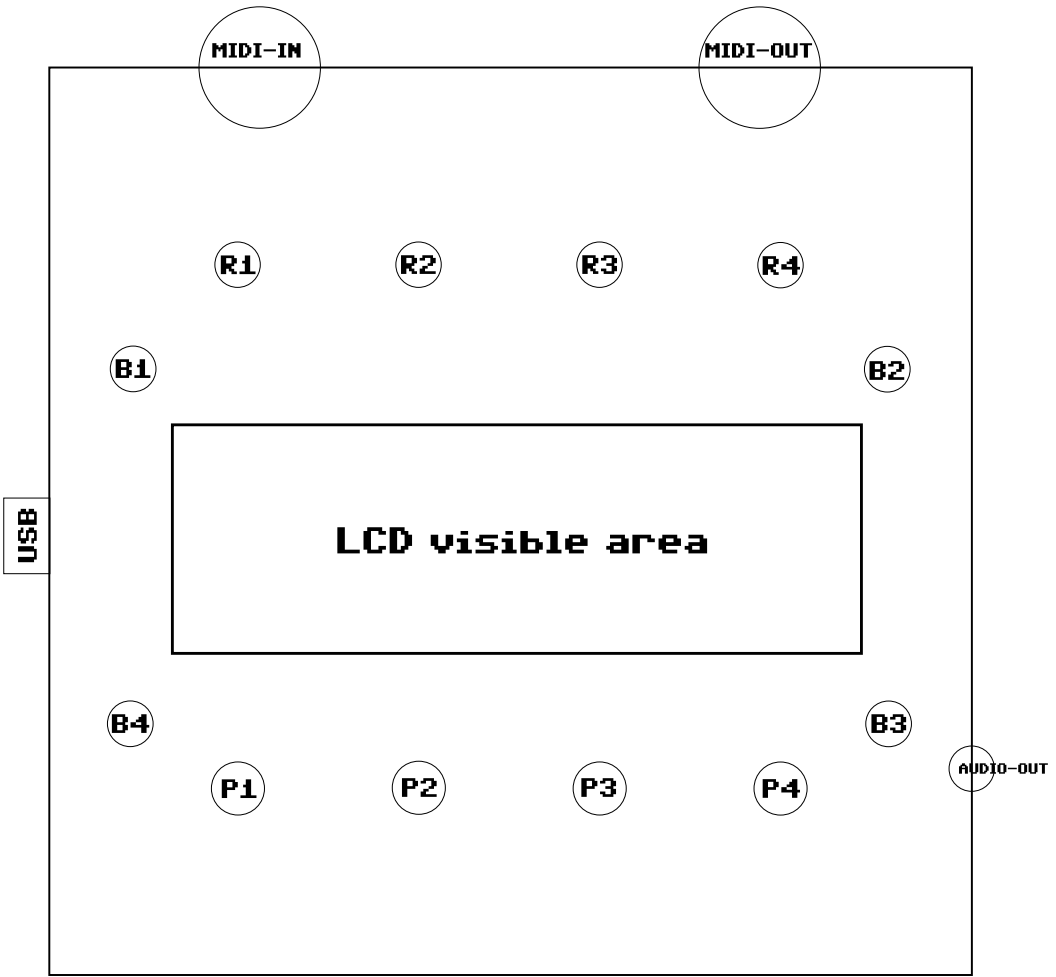 MIDI-IN
MIDI-OUT
R1
R2
R3
R4
B1
B2
LCD visible area
USB
B4
B3
AUDIO-OUT
P1
P2
P3
P4